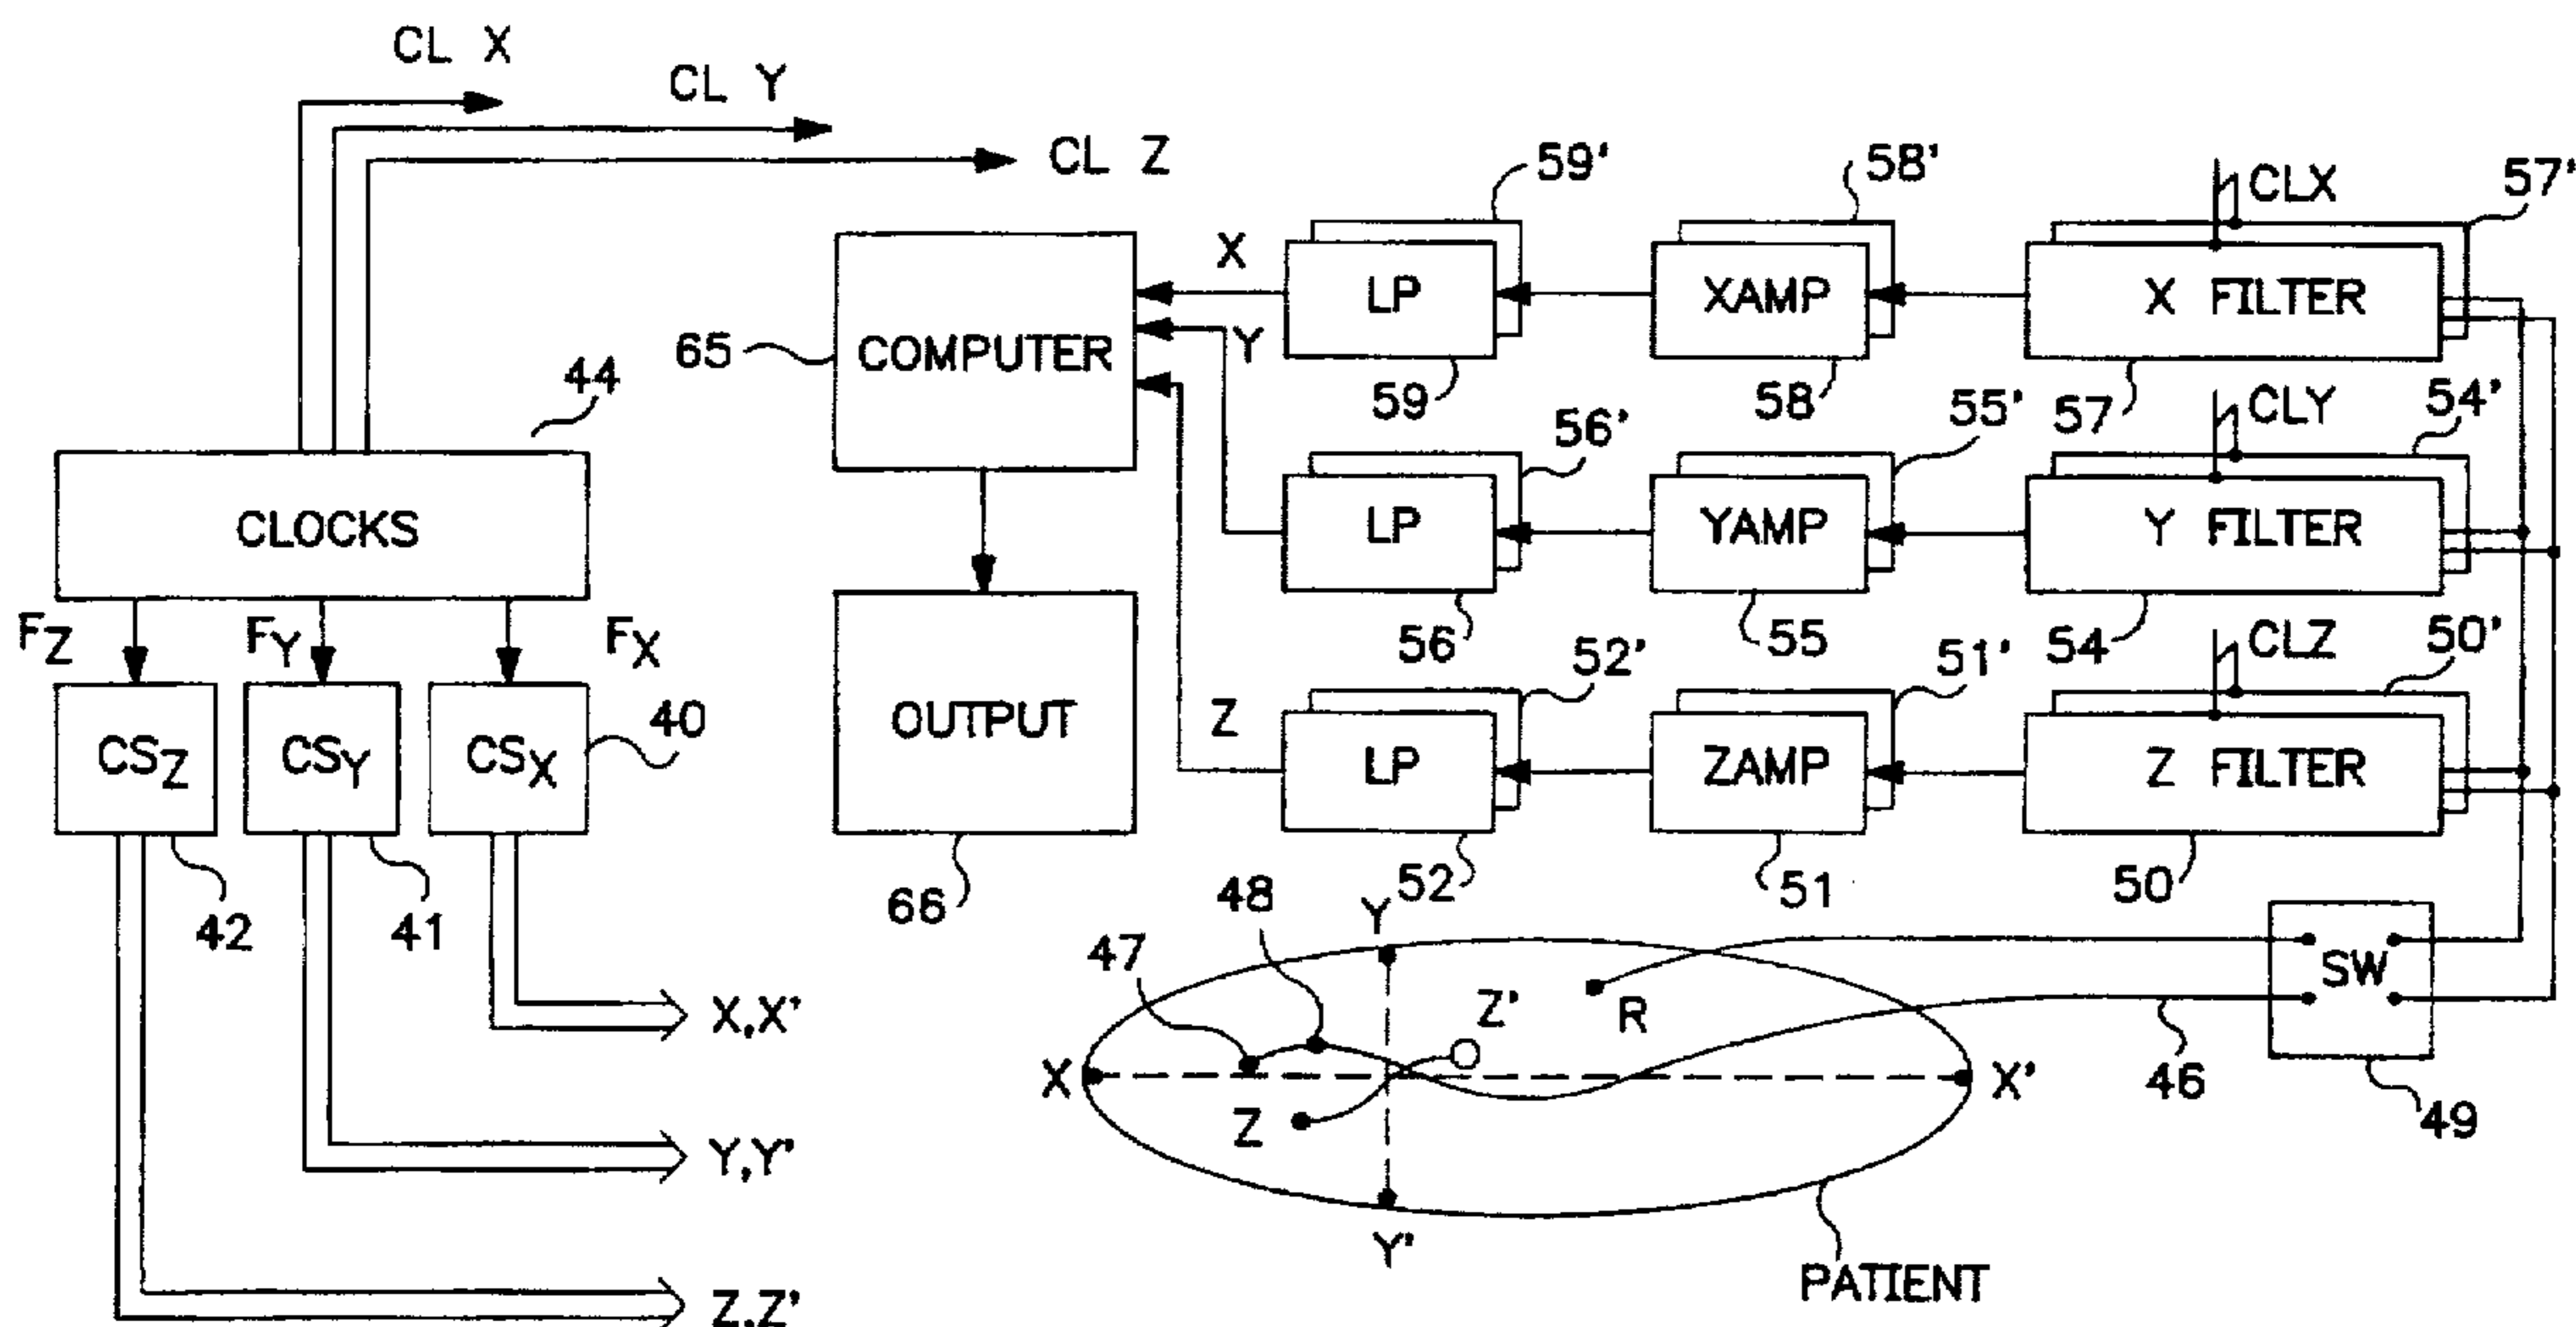 CL X
CL Y
CL Z
59'
58'
CLX
57'
X
LP
XAMP
X FILTER
65
COMPUTER
Y
44
59
58
57
CLY
54'
56'
55'
CLOCKS
LP
YAMP
Y FILTER
FZ
FY
FX
56
55
54
CLZ
50'
52'
51'
CSZ
CSY
CSX
40
OUTPUT
Z
LP
ZAMP
Z FILTER
42
41
66
52
51
50
48
Y
47
SW
X,X'
Z'
R
X
X'
46
Z
49
Y,Y'
Y'
PATIENT
Z,Z'